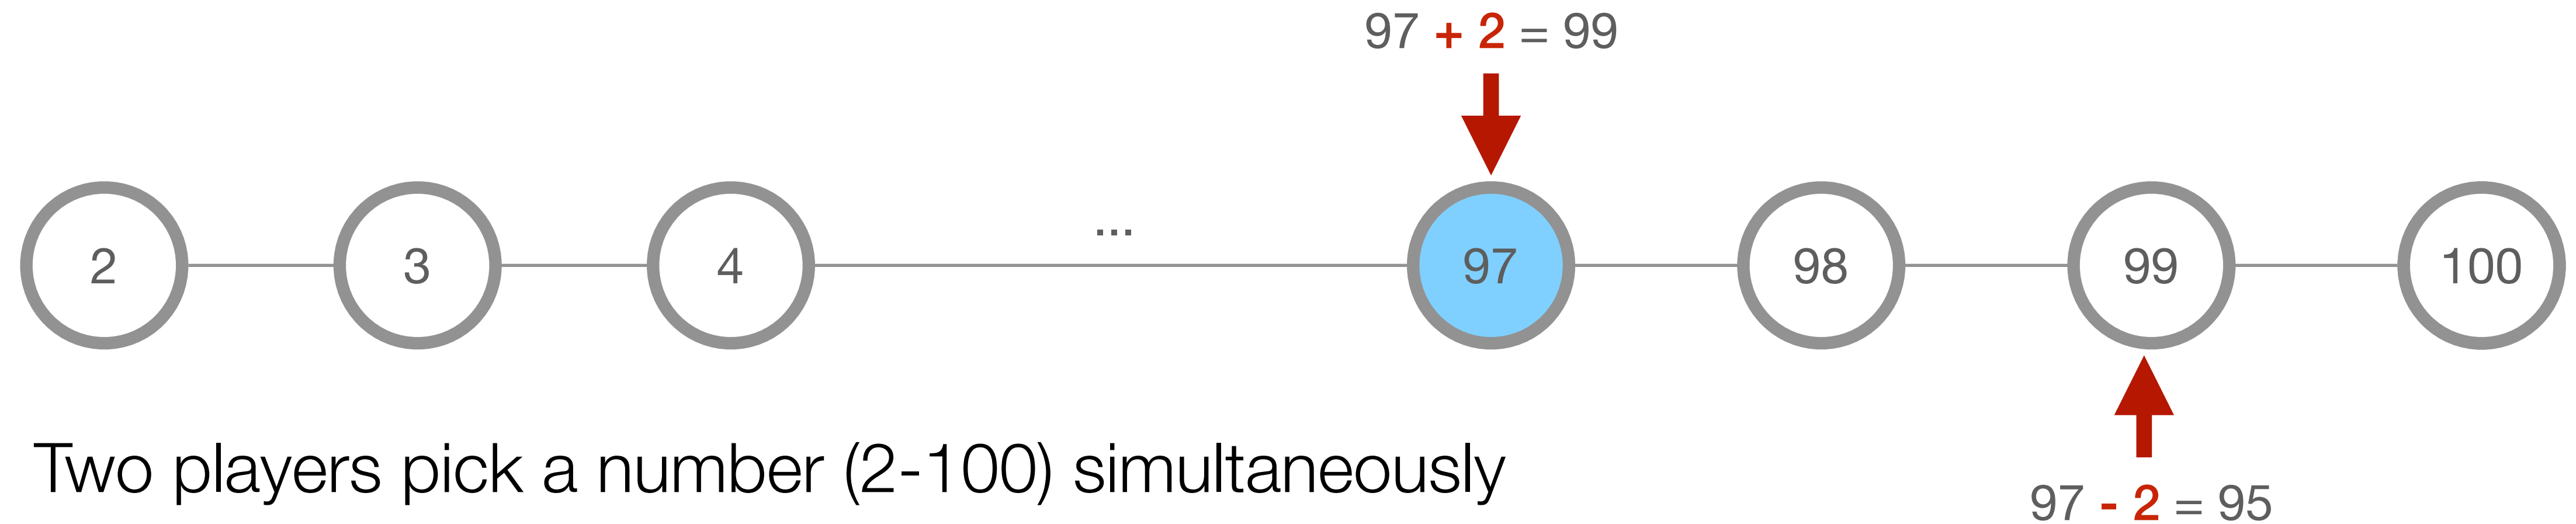 97 + 2 = 99
...
2 3 4 97 98 99 100
Two players pick a number (2-100) simultaneously
97 - 2 = 95